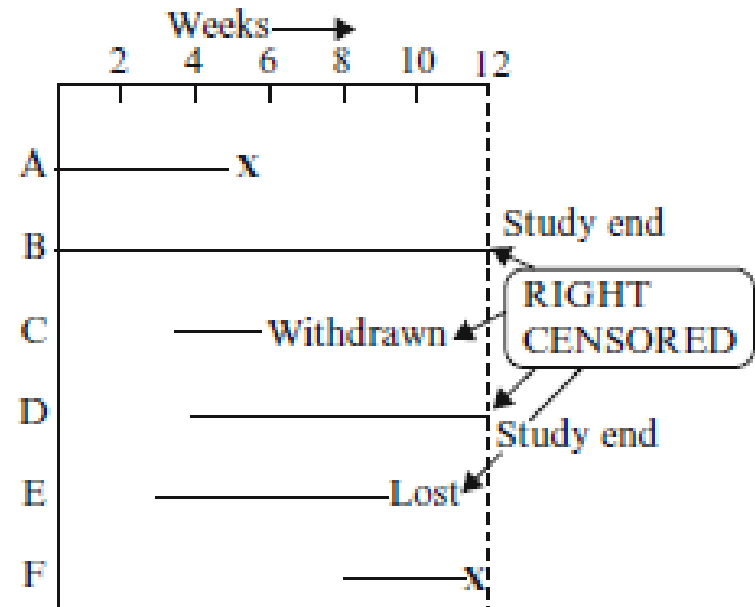 Weeks
2 4 6 8 10 12
A X
Study end
B
RIGHT
CENSORED
C Withdrawn
D
Study end
E Lost
F X